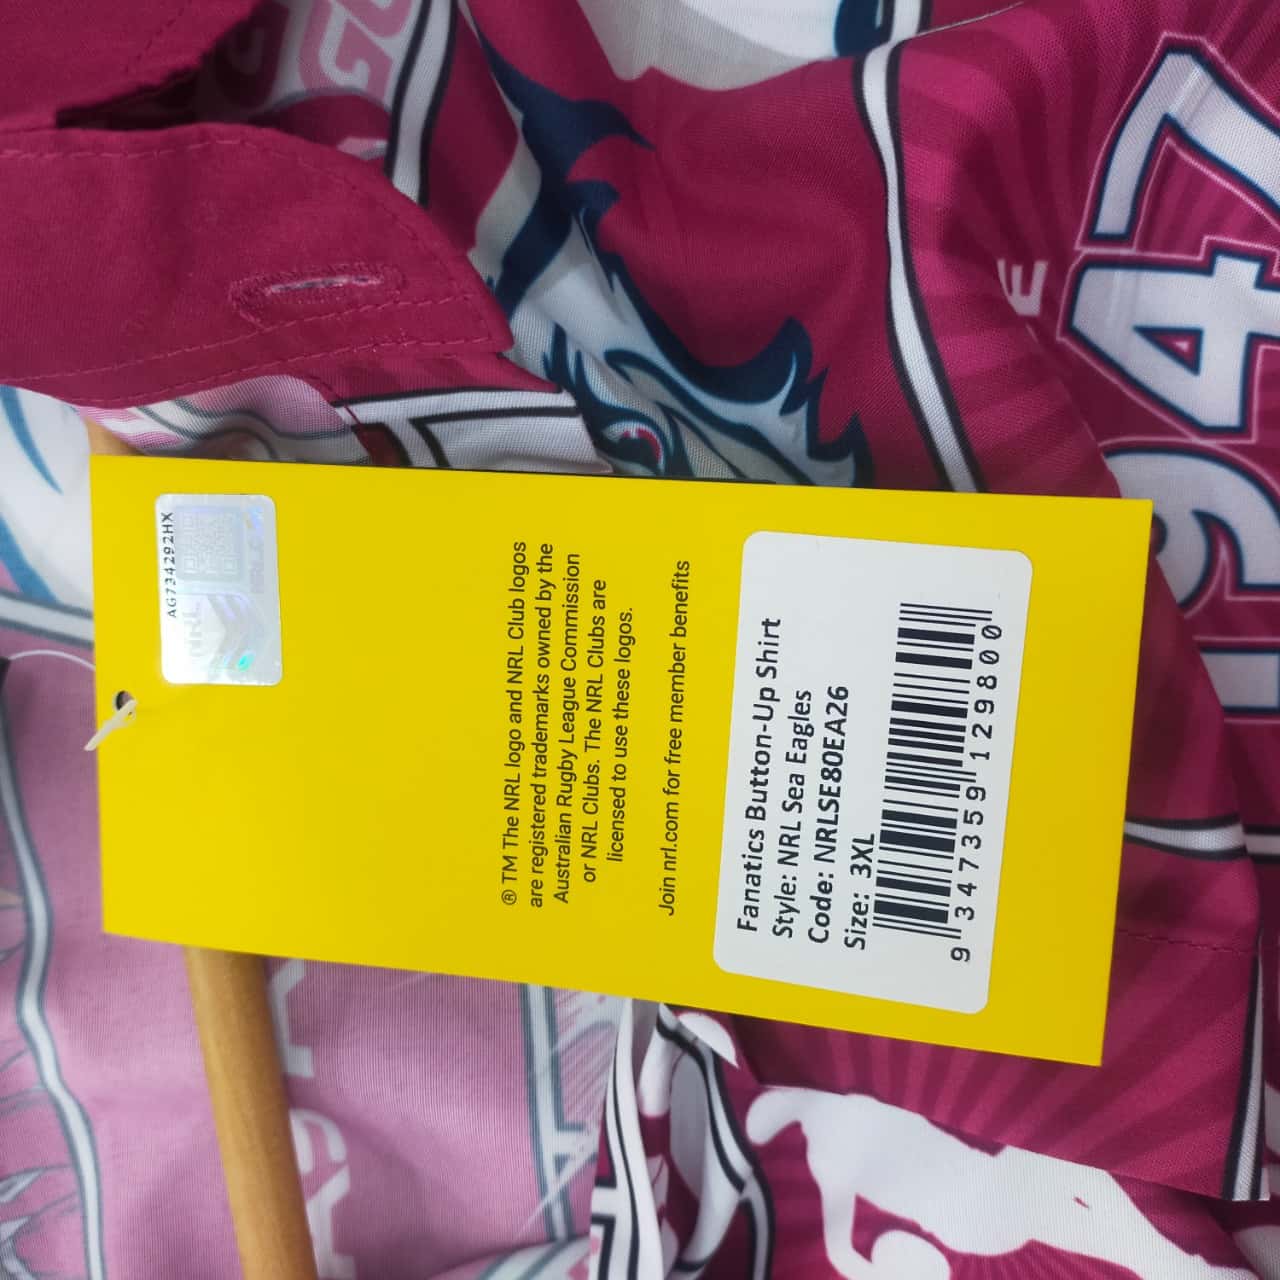 AG734292HX
® TM The NRL logo and NRL Club logos
are registered trademarks owned by the
Australian Rugby League Commission
or NRL Clubs. The NRL Clubs are
licensed to use these logos.
Join nrl.com for free member benefits
Fanatics Button-Up Shirt
Style: NRL Sea Eagles
Code: NRLSE80EA26
Size: 3XL
9 347359 129800
1947